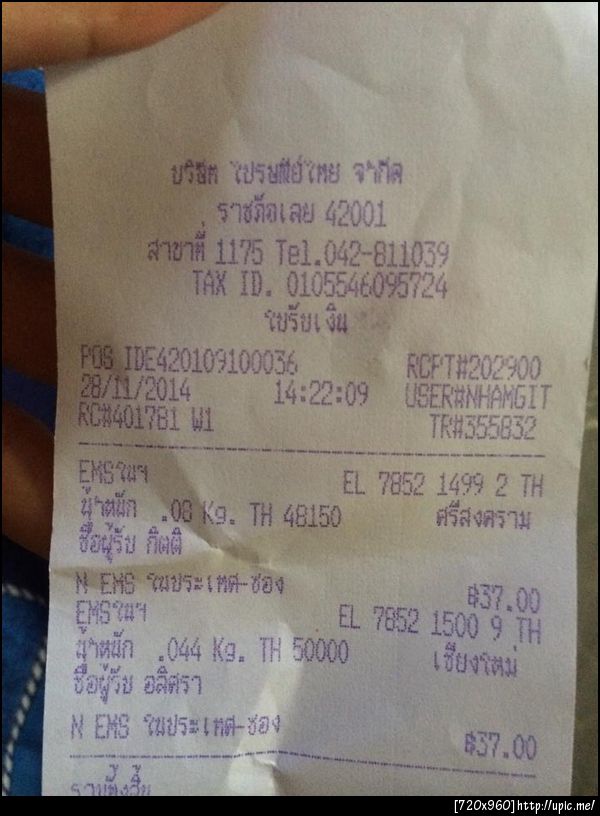 บริษัท ไปรษณีย์ไทย จำกัด
ราชภัฏเลย 42001
สาขาที่ 1175 Tel.042-811039
TAX ID. 0105546095724
ใบรับเงิน
POS IDE420109100036 RCPT#202900
28/11/2014 14:22:09 USER#NHAMGIT
RC#401781 W1 TR#355832
EMSในฯ EL 7852 1499 2 TH
น้ำหนัก .08 Kg. TH 48150 ศรีสงคราม
ชื่อผู้รับ กิตติ
N EMS ในประเทศ-ซอง ฿37.00
EMSในฯ EL 7852 1500 9 TH
น้ำหนัก .044 Kg. TH 50000 เชียงใหม่
ชื่อผู้รับ อลิศรา
N EMS ในประเทศ-ซอง ฿37.00
รวมทั้งสิ้น
[720x960]http://upic.me/